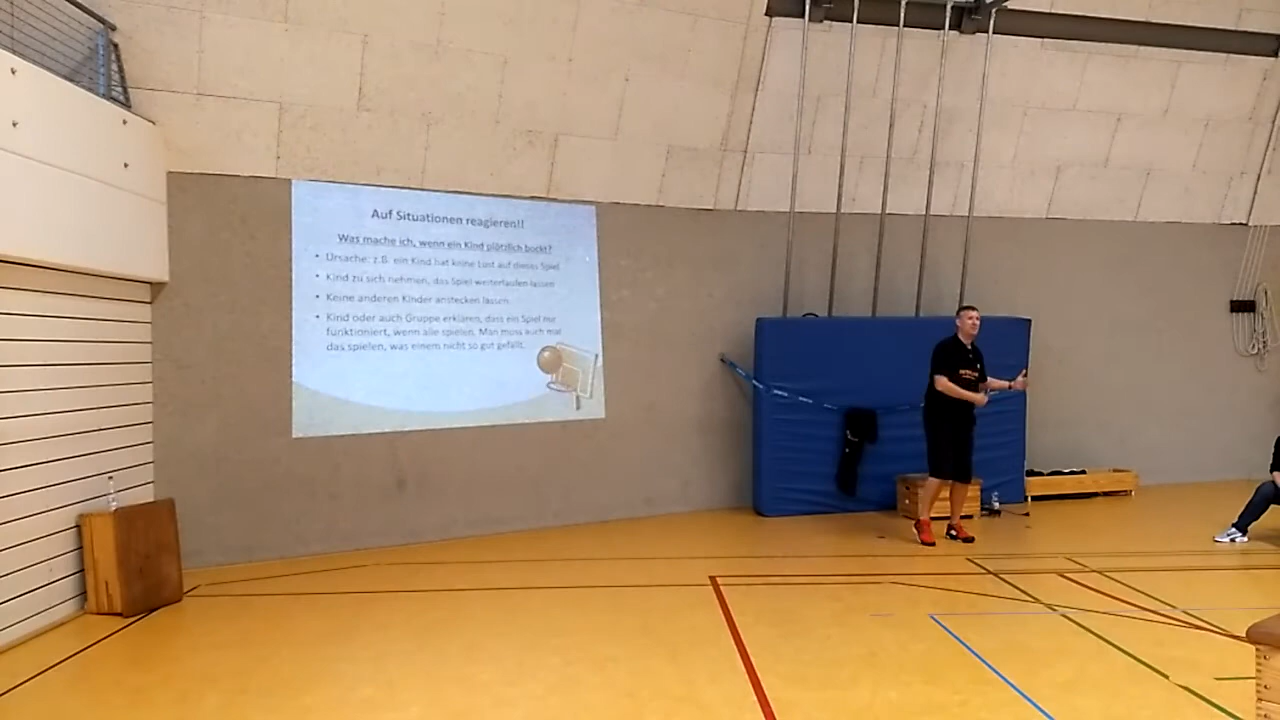 Auf Situationen reagieren!!
Was mache ich, wenn ein Kind plötzlich bockt?
• Ursache: z.B. ein Kind hat keine Lust auf dieses Spiel
• Kind zu sich nehmen, das Spiel weiterlaufen lassen
• Keine anderen Kinder anstecken lassen
• Kind oder auch Gruppe erklären, dass ein Spiel nur
funktioniert, wenn alle spielen. Man muss auch mal
das spielen, was einem nicht so gut gefällt.